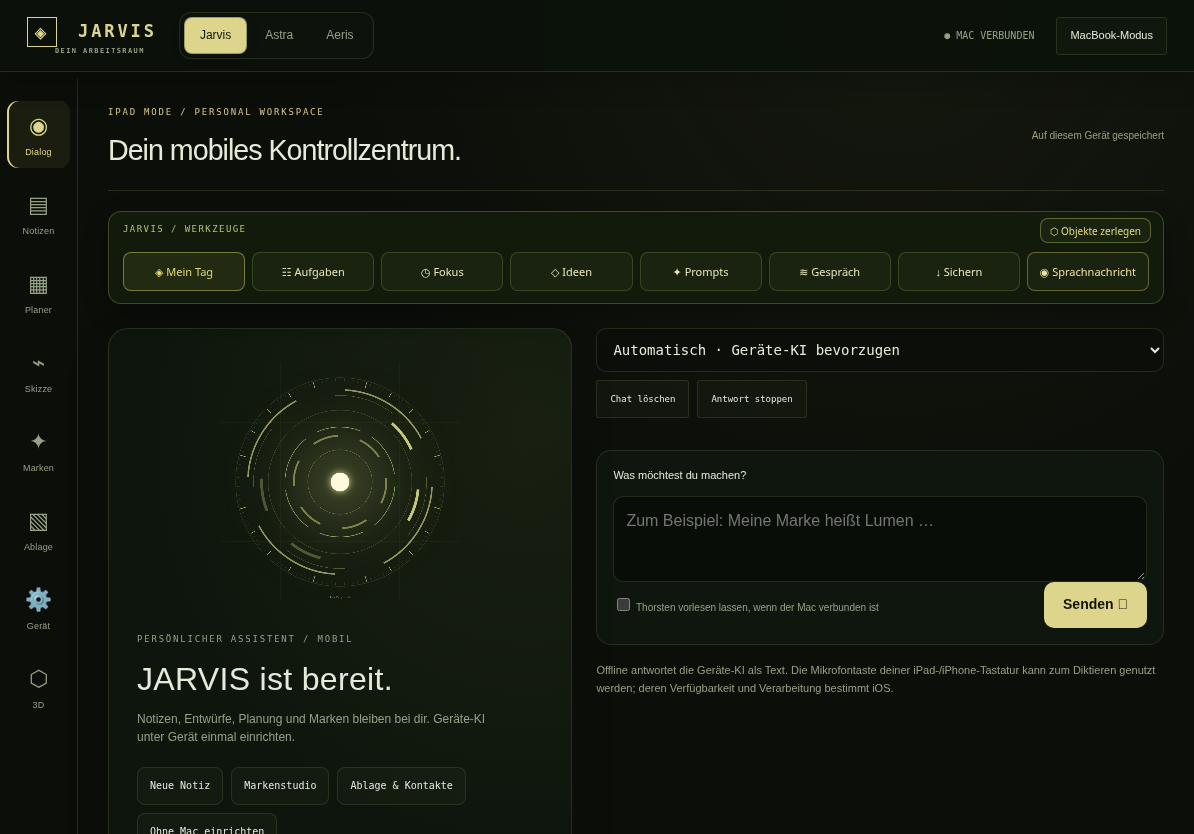 JARVIS
DEIN ARBEITSRAUM
Jarvis
Astra
Aeris
● MAC VERBUNDEN
MacBook-Modus
Dialog
Notizen
Planer
Skizze
Marken
Ablage
Gerät
3D
IPAD MODE / PERSONAL WORKSPACE
Dein mobiles Kontrollzentrum.
Auf diesem Gerät gespeichert
JARVIS / WERKZEUGE
⬡ Objekte zerlegen
◈ Mein Tag
☷ Aufgaben
◷ Fokus
◇ Ideen
✦ Prompts
≋ Gespräch
↓ Sichern
◉ Sprachnachricht
PERSÖNLICHER ASSISTENT / MOBIL
JARVIS ist bereit.
Notizen, Entwürfe, Planung und Marken bleiben bei dir. Geräte-KI
unter Gerät einmal einrichten.
Neue Notiz
Markenstudio
Ablage & Kontakte
Ohne Mac einrichten
Automatisch · Geräte-KI bevorzugen
Chat löschen
Antwort stoppen
Was möchtest du machen?
Zum Beispiel: Meine Marke heißt Lumen …
Thorsten vorlesen lassen, wenn der Mac verbunden ist
Senden
Offline antwortet die Geräte-KI als Text. Die Mikrofontaste deiner iPad-/iPhone-Tastatur kann zum Diktieren genutzt
werden; deren Verfügbarkeit und Verarbeitung bestimmt iOS.